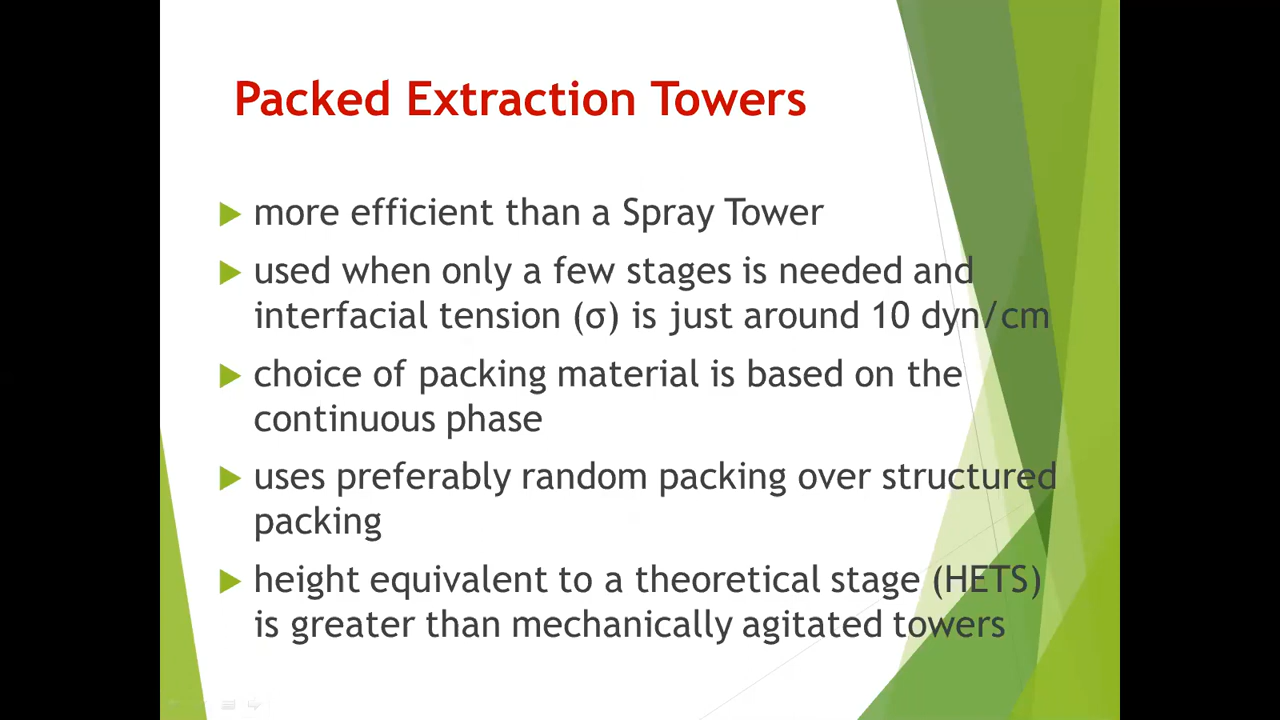 Packed Extraction Towers
more efficient than a Spray Tower
used when only a few stages is needed and
interfacial tension (σ) is just around 10 dyn/cm
choice of packing material is based on the
continuous phase
uses preferably random packing over structured
packing
height equivalent to a theoretical stage (HETS)
is greater than mechanically agitated towers